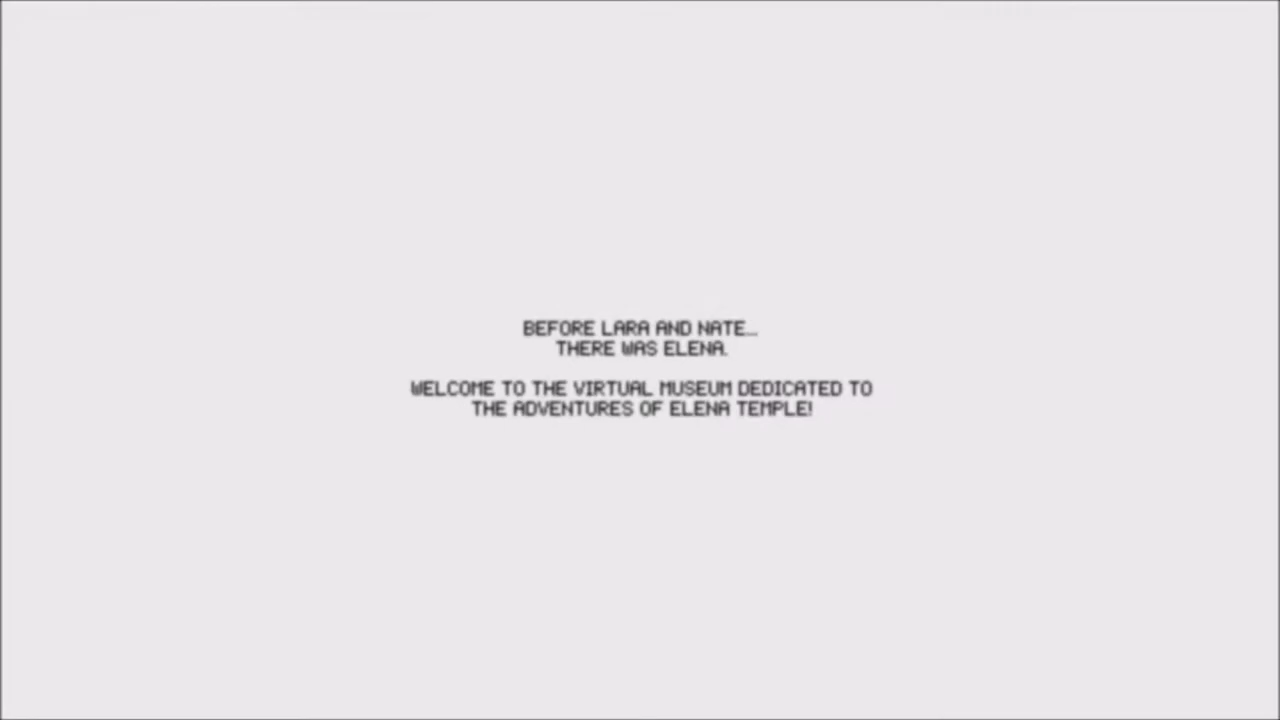 BEFORE LARA AND NATE...
THERE WAS ELENA.
WELCOME TO THE VIRTUAL MUSEUM DEDICATED TO
THE ADVENTURES OF ELENA TEMPLE!